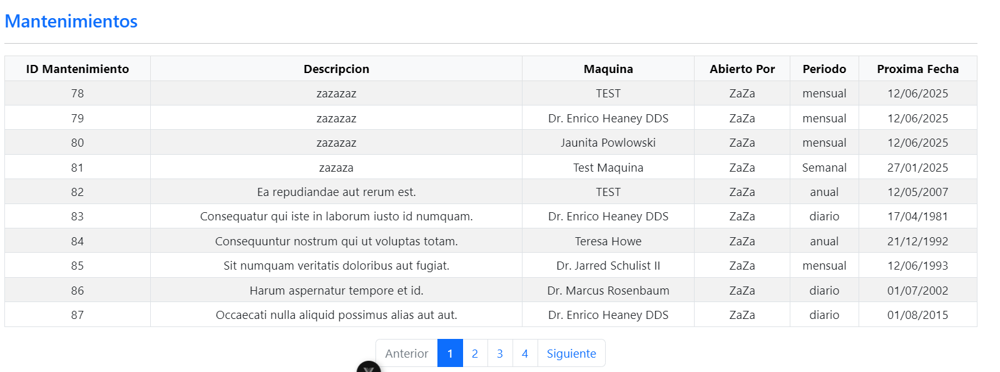 Mantenimientos
ID Mantenimiento Descripcion Maquina Abierto Por Periodo Proxima Fecha
78 zazazaz TEST ZaZa mensual 12/06/2025
79 zazazaz Dr. Enrico Heaney DDS ZaZa mensual 12/06/2025
80 zazazaz Jaunita Powlowski ZaZa mensual 12/06/2025
81 zazaza Test Maquina ZaZa Semanal 27/01/2025
82 Ea repudiandae aut rerum est. TEST ZaZa anual 12/05/2007
83 Consequatur qui iste in laborum iusto id numquam. Dr. Enrico Heaney DDS ZaZa diario 17/04/1981
84 Consequuntur nostrum qui ut voluptas totam. Teresa Howe ZaZa anual 21/12/1992
85 Sit numquam veritatis doloribus aut fugiat. Dr. Jarred Schulist II ZaZa mensual 12/06/1993
86 Harum aspernatur tempore et id. Dr. Marcus Rosenbaum ZaZa diario 01/07/2002
87 Occaecati nulla aliquid possimus alias aut aut. Dr. Enrico Heaney DDS ZaZa diario 01/08/2015
Anterior 1 2 3 4 Siguiente